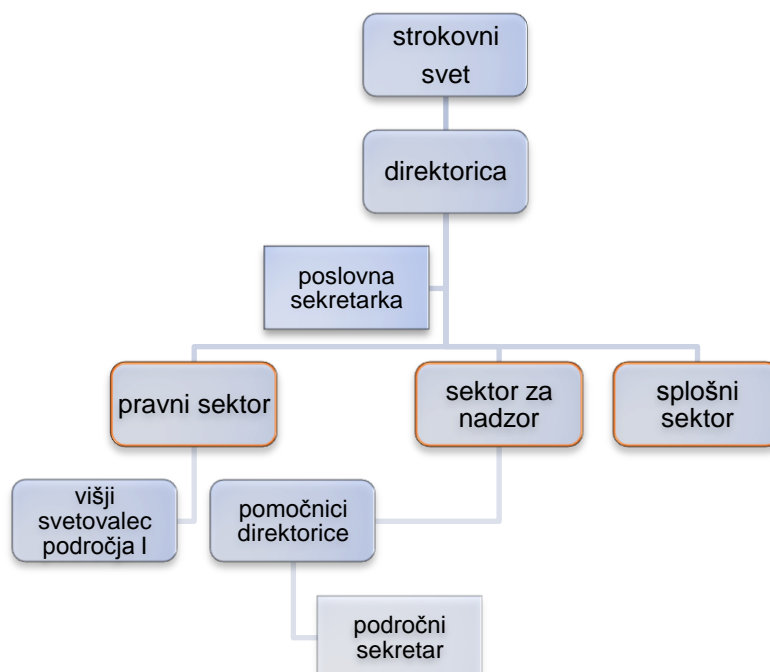 strokovni
svet
direktorica
poslovna
sekretarka
pravni sektor
sektor za
nadzor
splošni
sektor
višji
svetovalec
področja I
pomočnici
direktorice
področni
sekretar